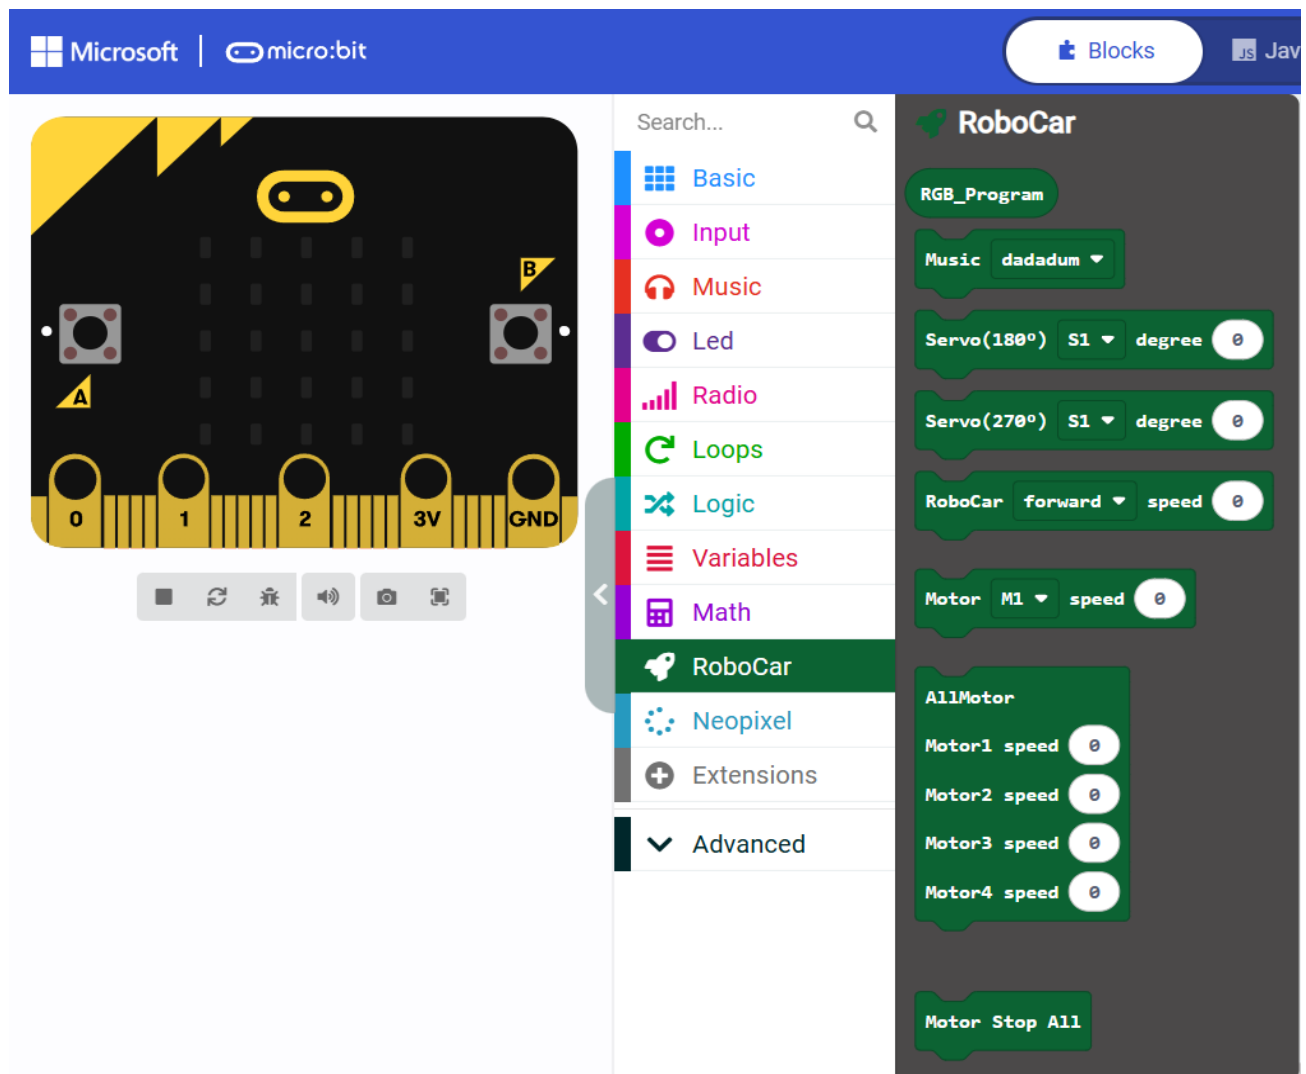 Microsoft micro:bit
Blocks
JS Jav
B
A
0 1 2 3V GND
Search...
Basic
Input
Music
Led
Radio
Loops
Logic
Variables
Math
RoboCar
Neopixel
Extensions
Advanced
RoboCar
RGB_Program
Music dadadum
Servo(180º) S1 degree 0
Servo(270º) S1 degree 0
RoboCar forward speed 0
Motor M1 speed 0
AllMotor
Motor1 speed 0
Motor2 speed 0
Motor3 speed 0
Motor4 speed 0
Motor Stop All